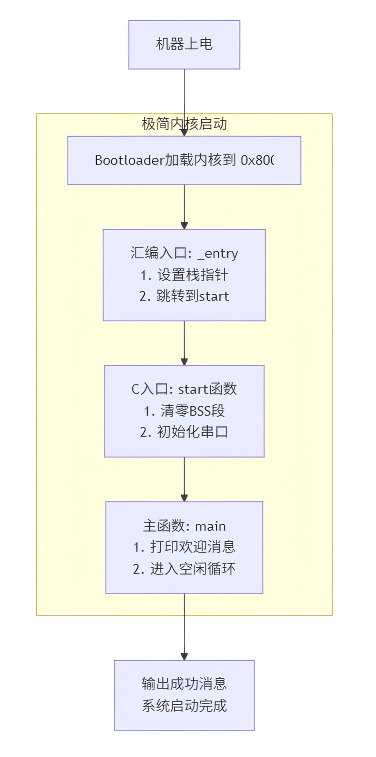 机器上电
极简内核启动
Bootloader加载内核到 0x80
汇编入口: _entry
1. 设置栈指针
2. 跳转到start
C入口: start函数
1. 清零BSS段
2. 初始化串口
主函数: main
1. 打印欢迎消息
2. 进入空闲循环
输出成功消息
系统启动完成